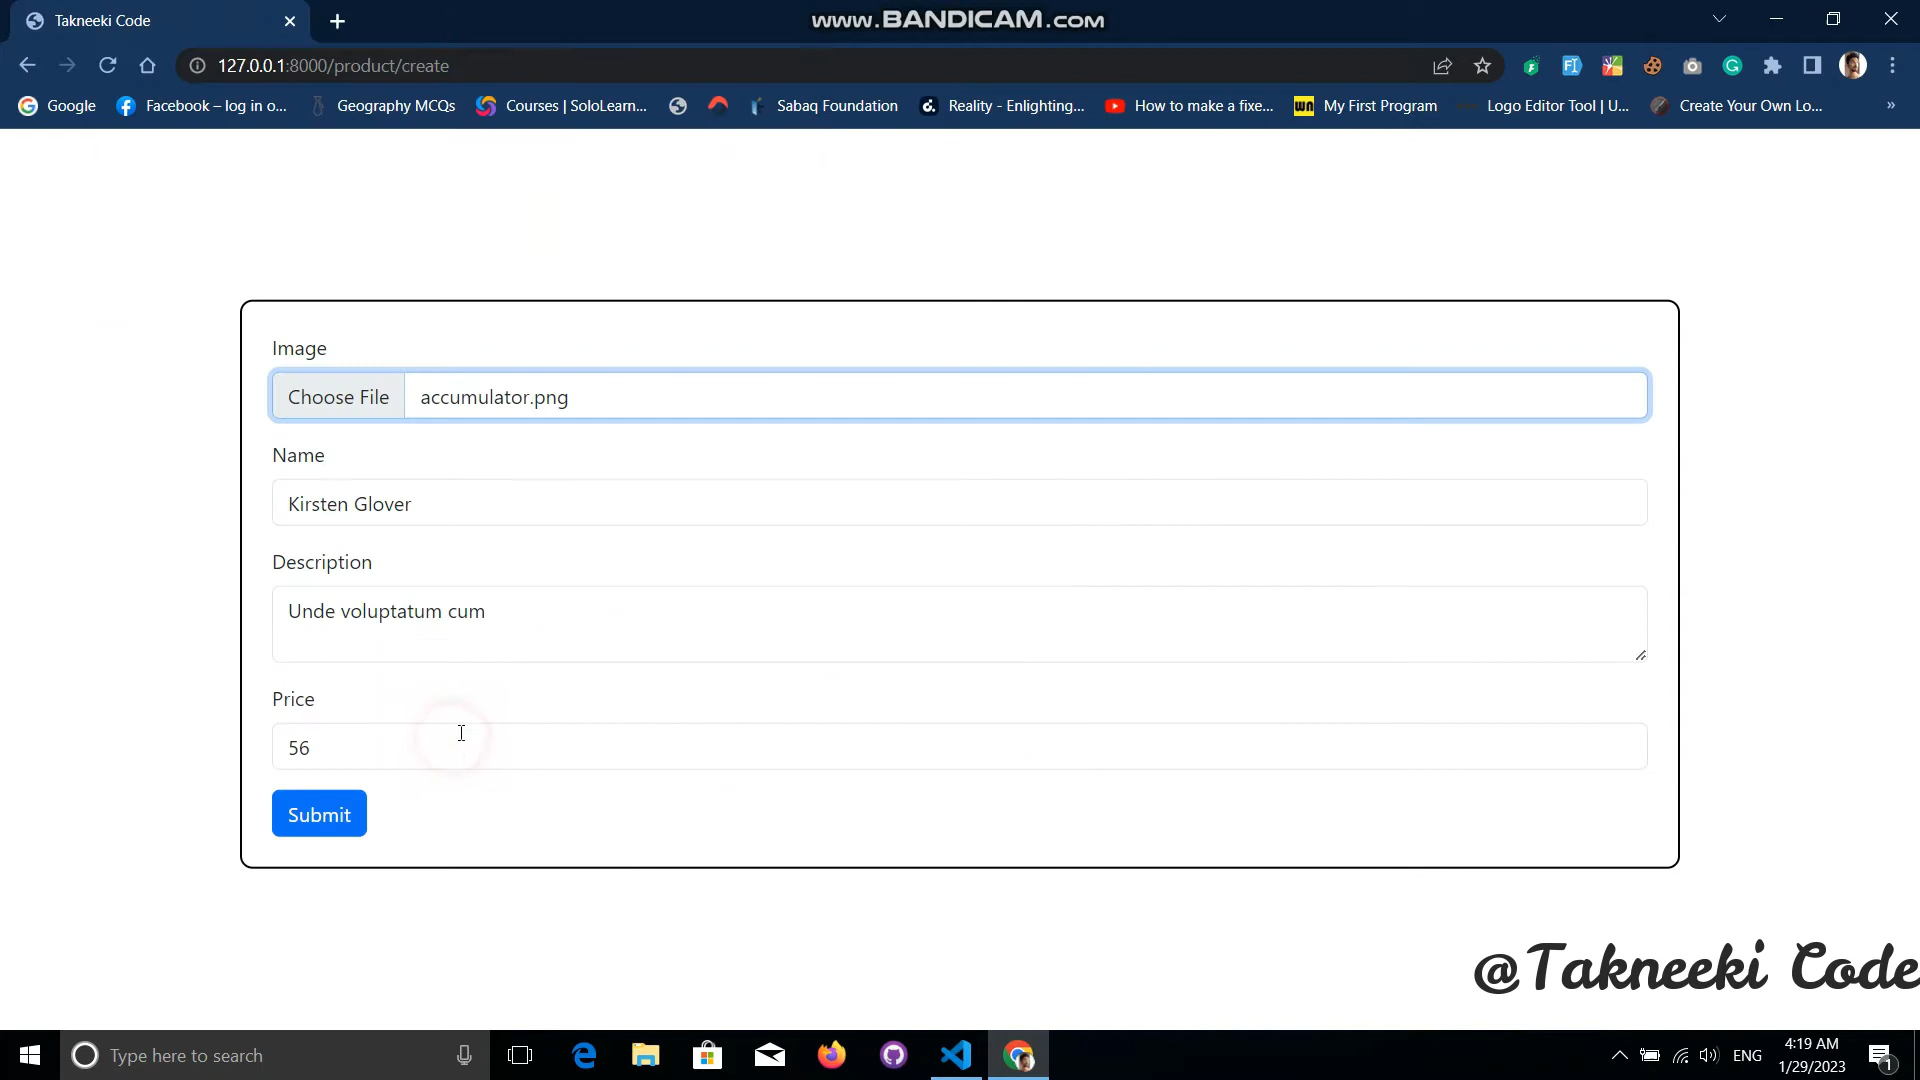 Takneeki Code
www.BANDICAM.com
127.0.0.1:8000/product/create
Google
Facebook – log in o...
Geography MCQs
Courses | SoloLearn...
Sabaq Foundation
Reality - Enlighting...
How to make a fixe...
My First Program
Logo Editor Tool | U...
Create Your Own Lo...
»
Image
Choose File
accumulator.png
Name
Kirsten Glover
Description
Unde voluptatum cum
Price
56
Submit
@Takneeki Code
Type here to search
ENG
4:19 AM
1/29/2023
1